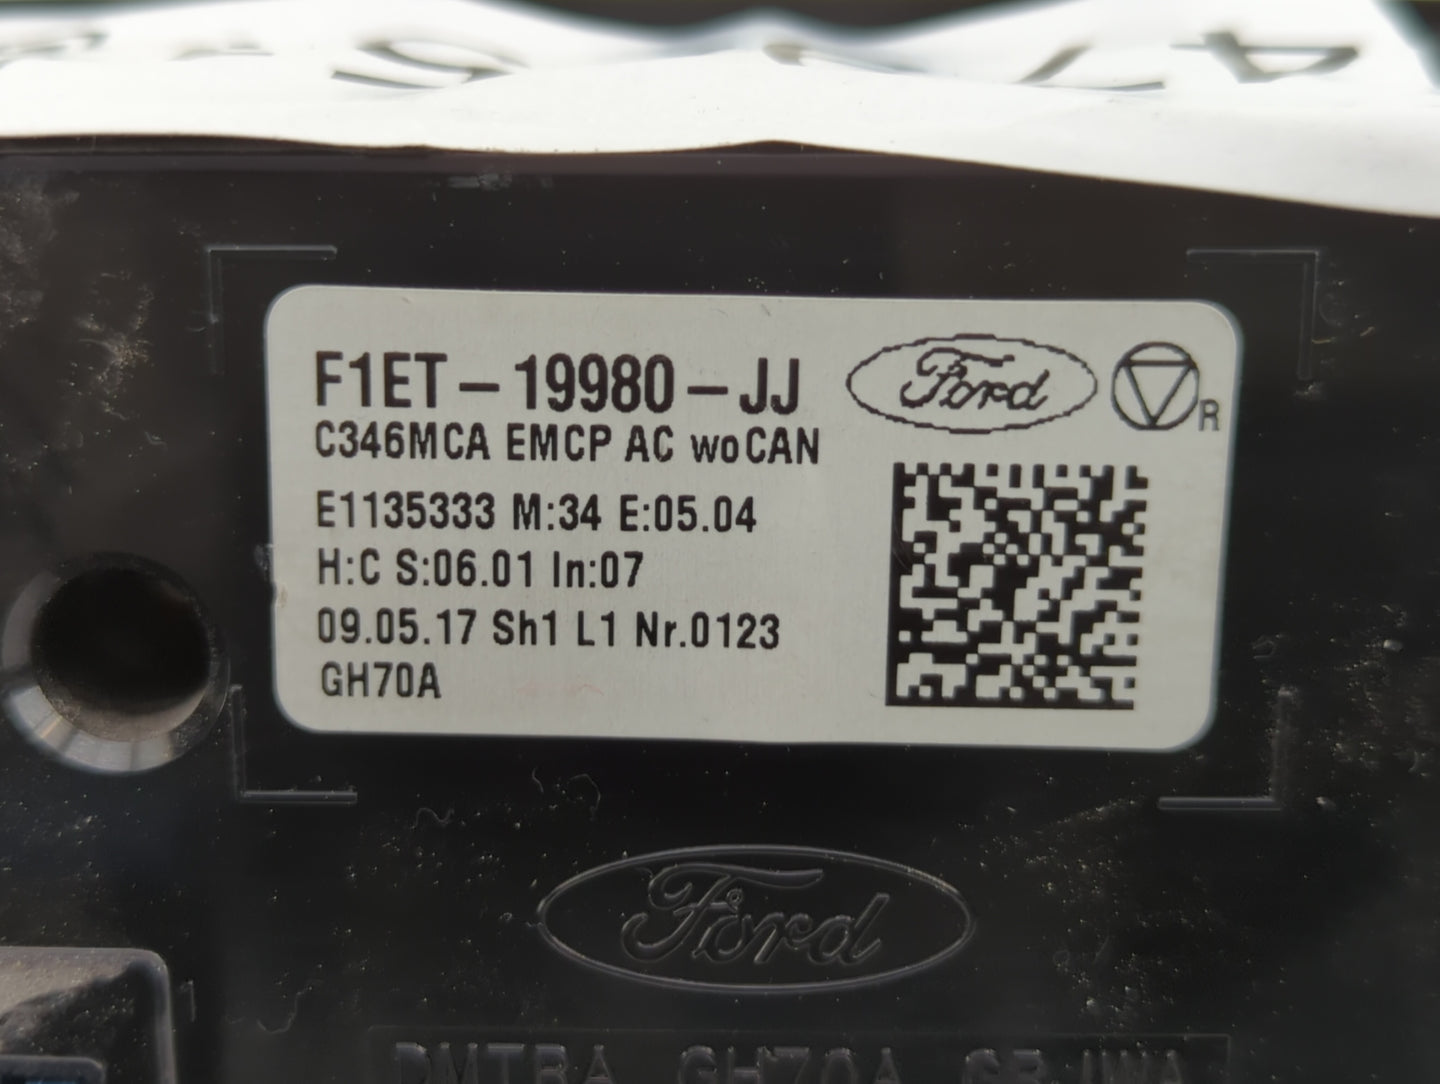 F1ET-19980-JJ Ford R
C346MCA EMCP AC woCAN
E1135333 M:34 E:05.04
H:C S:06.01 In:07
09.05.17 Sh1 L1 Nr.0123
GH70A
Ford
GH70A